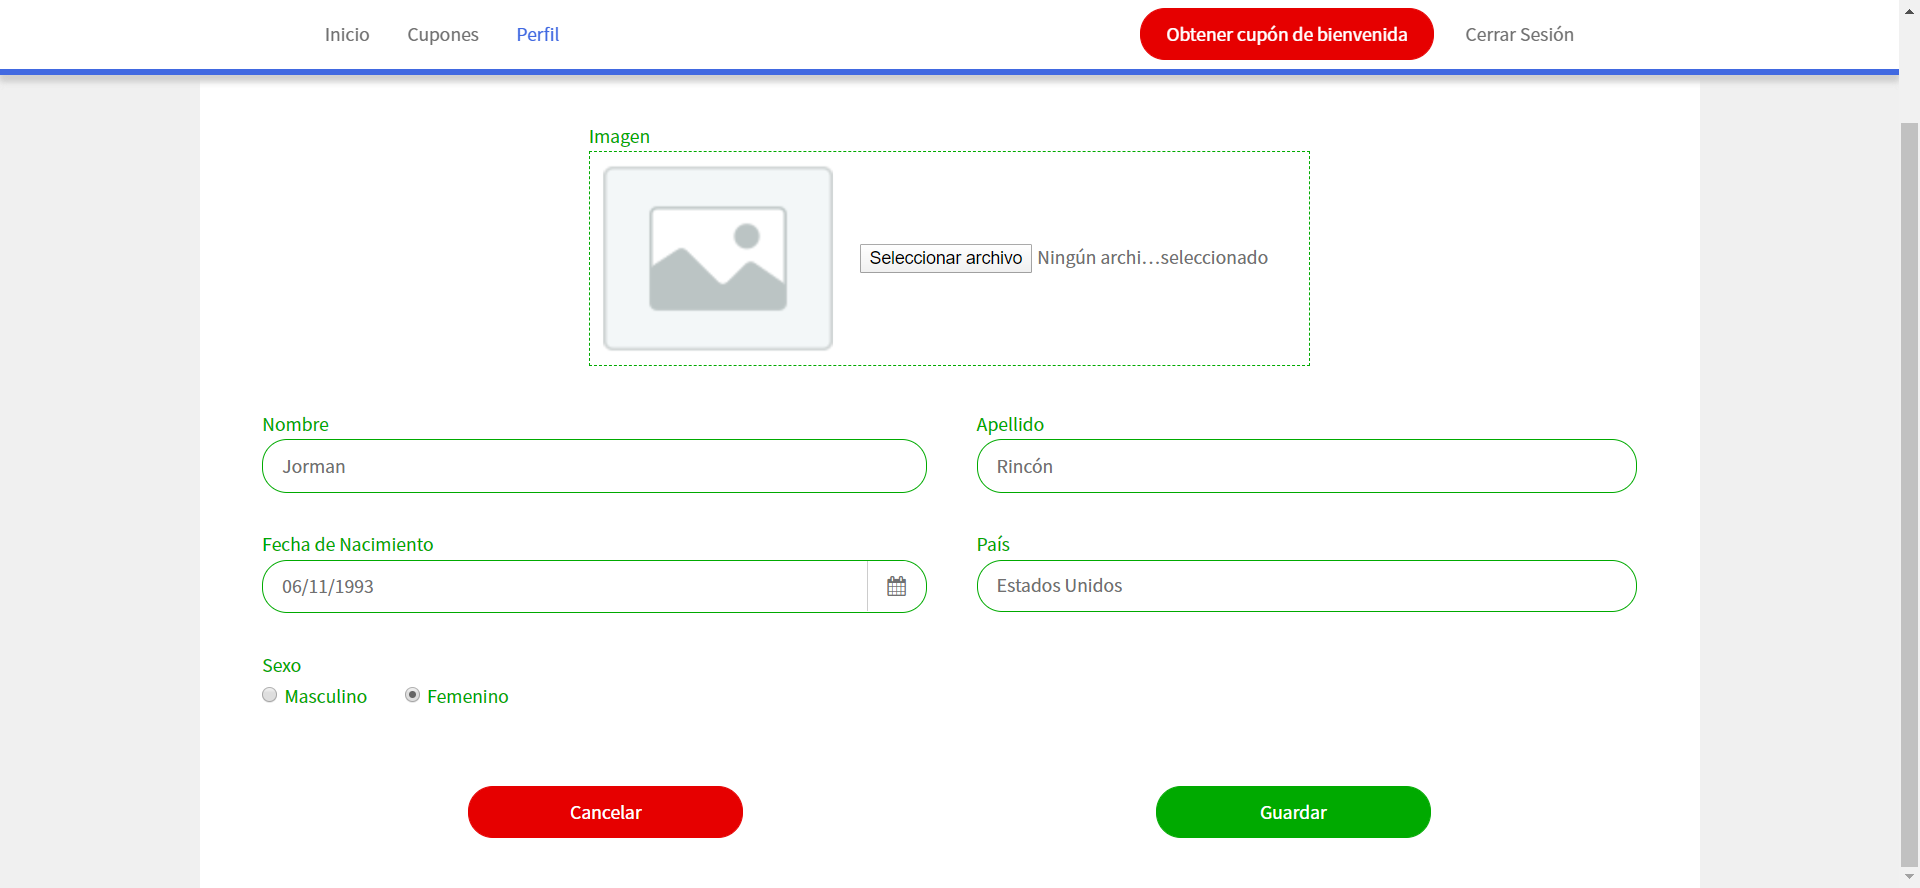 Inicio Cupones Perfil Obtener cupón de bienvenida Cerrar Sesión
Imagen
Seleccionar archivo Ningún archi…seleccionado
Nombre Apellido
Jorman Rincón
Fecha de Nacimiento País
06/11/1993 Estados Unidos
Sexo
Masculino Femenino
Cancelar Guardar